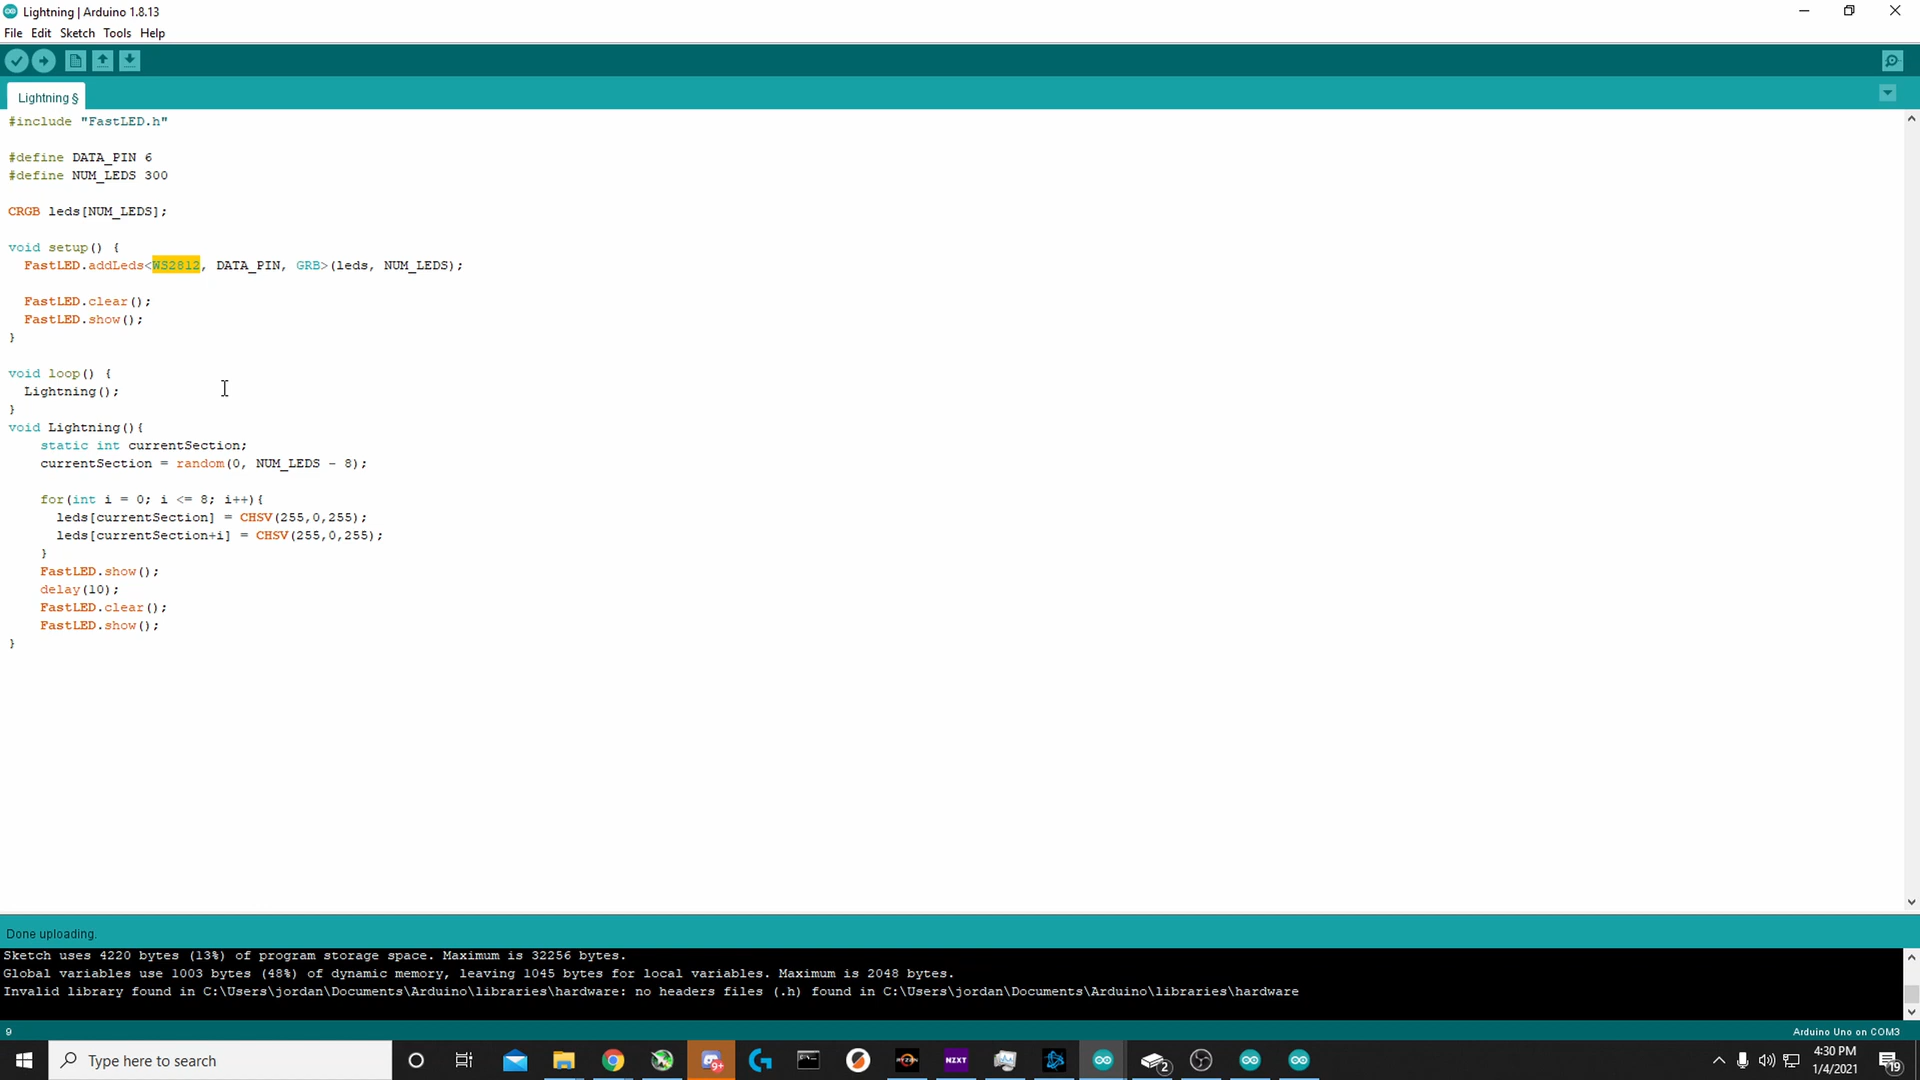 Lightning | Arduino 1.8.13
File Edit Sketch Tools Help
Lightning §
#include "FastLED.h"
#define DATA_PIN 6
#define NUM_LEDS 300
CRGB leds[NUM_LEDS];
void setup() {
FastLED.addLeds<WS2812, DATA_PIN, GRB>(leds, NUM_LEDS);
FastLED.clear();
FastLED.show();
}
void loop() {
Lightning();
}
void Lightning(){
static int currentSection;
currentSection = random(0, NUM_LEDS - 8);
for(int i = 0; i <= 8; i++){
leds[currentSection] = CHSV(255,0,255);
leds[currentSection+i] = CHSV(255,0,255);
}
FastLED.show();
delay(10);
FastLED.clear();
FastLED.show();
}
Done uploading.
Sketch uses 4220 bytes (13%) of program storage space. Maximum is 32256 bytes.
Global variables use 1003 bytes (48%) of dynamic memory, leaving 1045 bytes for local variables. Maximum is 2048 bytes.
Invalid library found in C:\Users\jordan\Documents\Arduino\libraries\hardware: no headers files (.h) found in C:\Users\jordan\Documents\Arduino\libraries\hardware
9
Arduino Uno on COM3
Type here to search
9+
RYZEN
NZXT
2
4:30 PM
1/4/2021
19